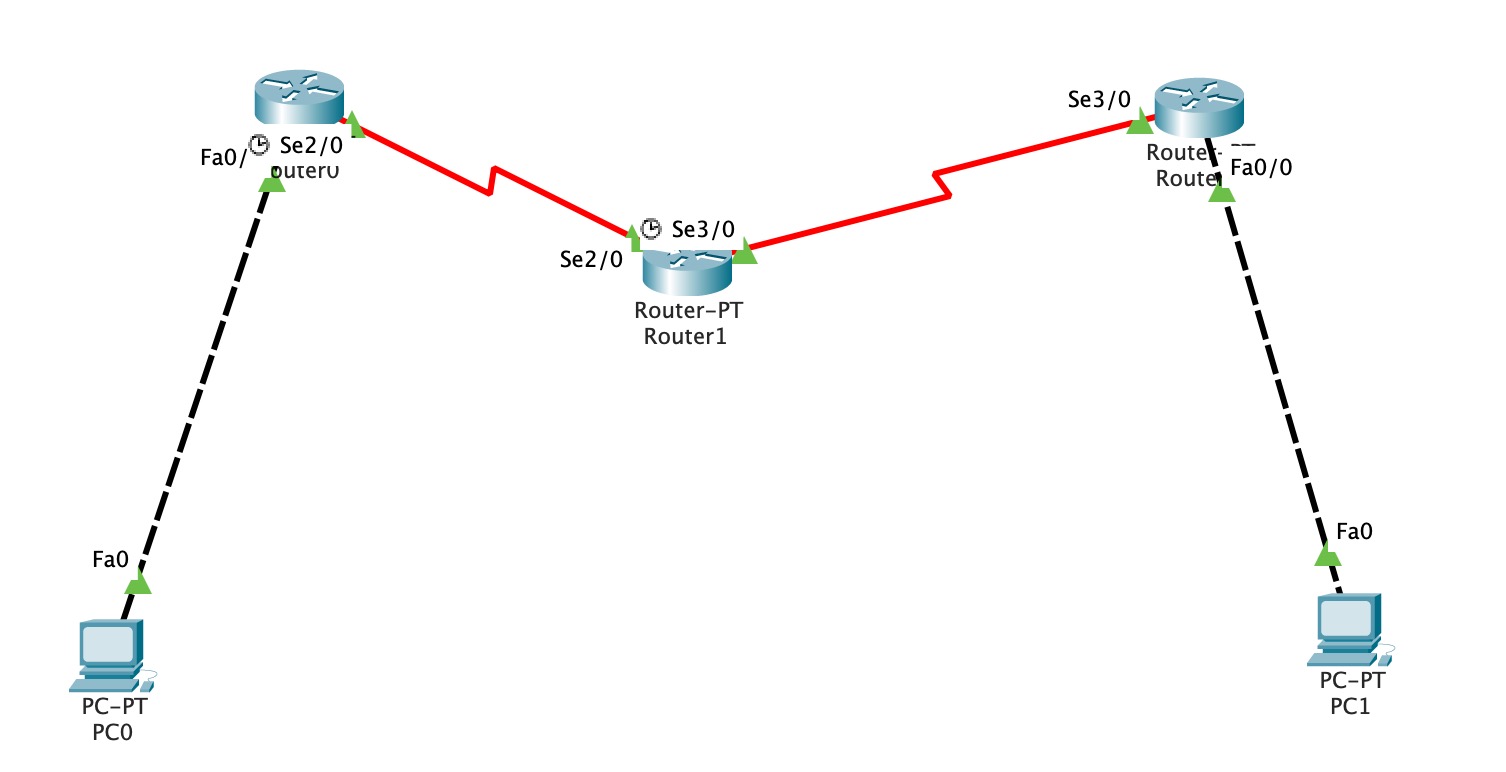 Se3/0
Fa0/
Se2/0
Router-
Fa0/0
Route
Se3/0
Se2/0
Router-PT
Router1
Fa0
Fa0
PC-PT
PC1
PC-PT
PC0